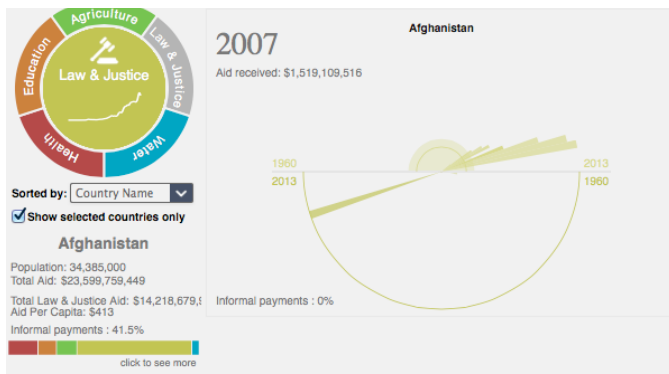 Agriculture
Education
Law & Justice
Law & Justice
Health
Water
Sorted by: Country Name
Show selected countries only
Afghanistan
Population: 34,385,000
Total Aid: $23,599,759,449
Total Law & Justice Aid: $14,218,679,
Aid Per Capita: $413
Informal payments : 41.5%
click to see more
Afghanistan
2007
Aid received: $1,519,109,516
1960
2013
2013
1960
Informal payments : 0%